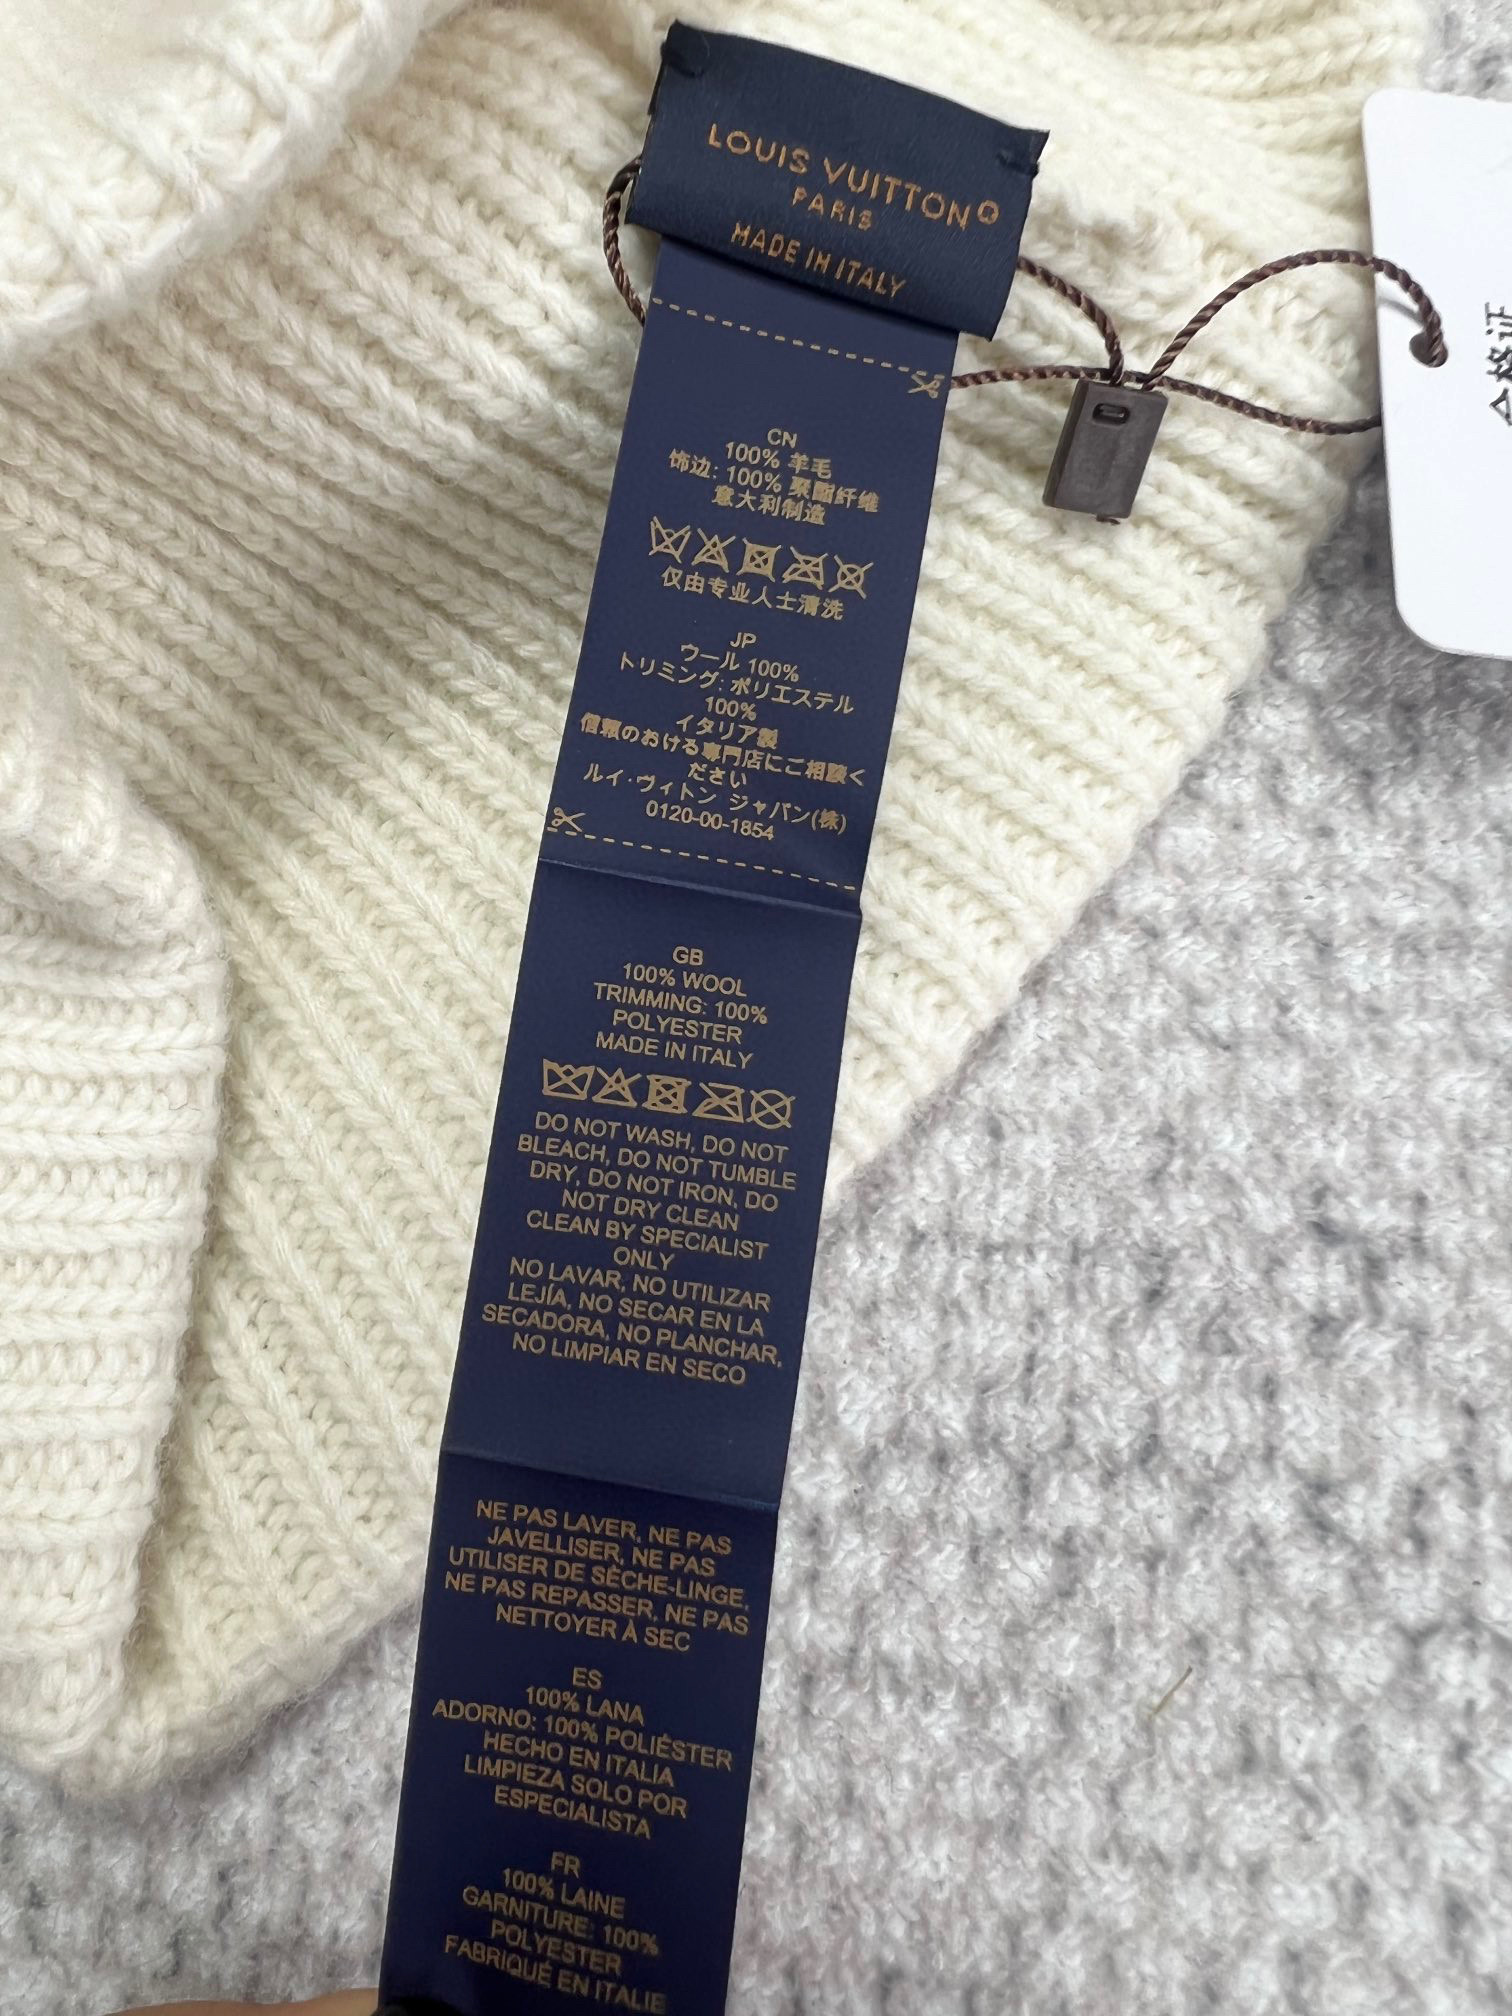 LOUIS VUITTON®
PARIS
MADE IN ITALY
CN
100% 羊毛
饰边: 100% 聚酯纤维
意大利制造
仅由专业人士清洗
JP
ウール 100%
トリミング: ポリエステル
100%
イタリア製
信頼のおける専門店にご相談く
ださい
ルイ·ヴィトン ジャパン(株)
0120-00-1854
GB
100% WOOL
TRIMMING: 100%
POLYESTER
MADE IN ITALY
DO NOT WASH, DO NOT
BLEACH, DO NOT TUMBLE
DRY, DO NOT IRON, DO
NOT DRY CLEAN
CLEAN BY SPECIALIST
ONLY
NO LAVAR, NO UTILIZAR
LEJÍA, NO SECAR EN LA
SECADORA, NO PLANCHAR,
NO LIMPIAR EN SECO
NE PAS LAVER, NE PAS
JAVELLISER, NE PAS
UTILISER DE SÈCHE-LINGE,
NE PAS REPASSER, NE PAS
NETTOYER À SEC
ES
100% LANA
ADORNO: 100% POLIÉSTER
HECHO EN ITALIA
LIMPIEZA SOLO POR
ESPECIALISTA
FR
100% LAINE
GARNITURE: 100%
POLYESTER
FABRIQUÉ EN ITALIE
合格证